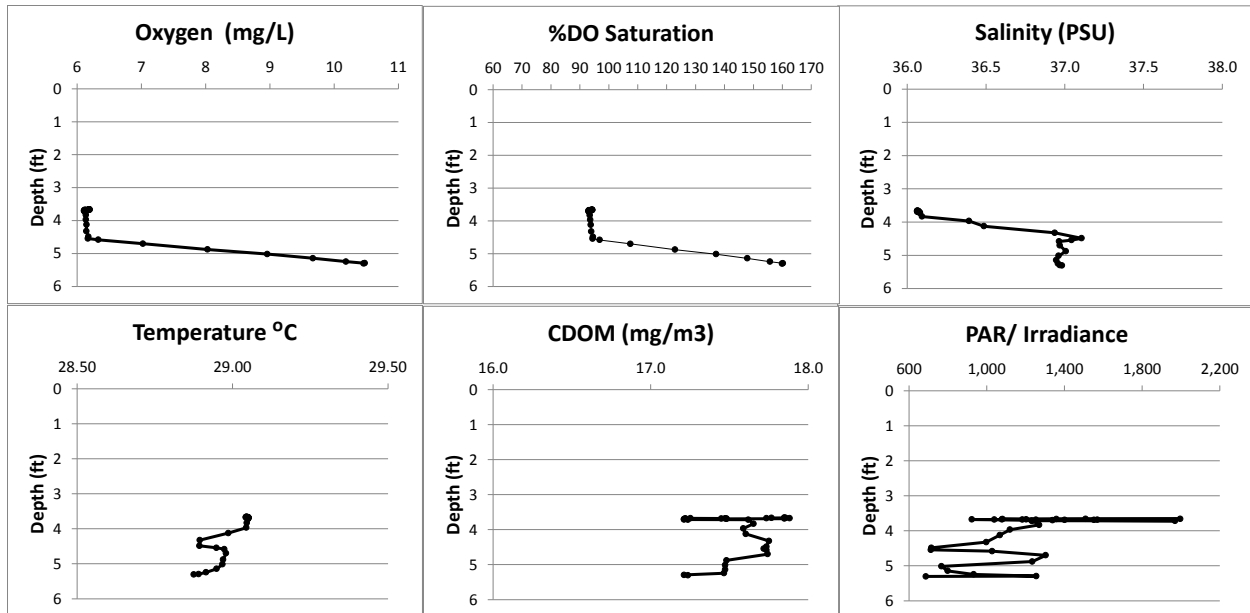 Oxygen (mg/L)
6 7 8 9 10 11
0
1
2
3
4
5
6
Depth (ft)
%DO Saturation
60 70 80 90 100 110 120 130 140 150 160 170
0
1
2
3
4
5
6
Depth (ft)
Salinity (PSU)
36.0 36.5 37.0 37.5 38.0
0
1
2
3
4
5
6
Depth (ft)
Temperature ⁰C
28.50 29.00 29.50
0
1
2
3
4
5
6
Depth (ft)
CDOM (mg/m3)
16.0 17.0 18.0
0
1
2
3
4
5
6
Depth (ft)
PAR/ Irradiance
600 1,000 1,400 1,800 2,200
0
1
2
3
4
5
6
Depth (ft)